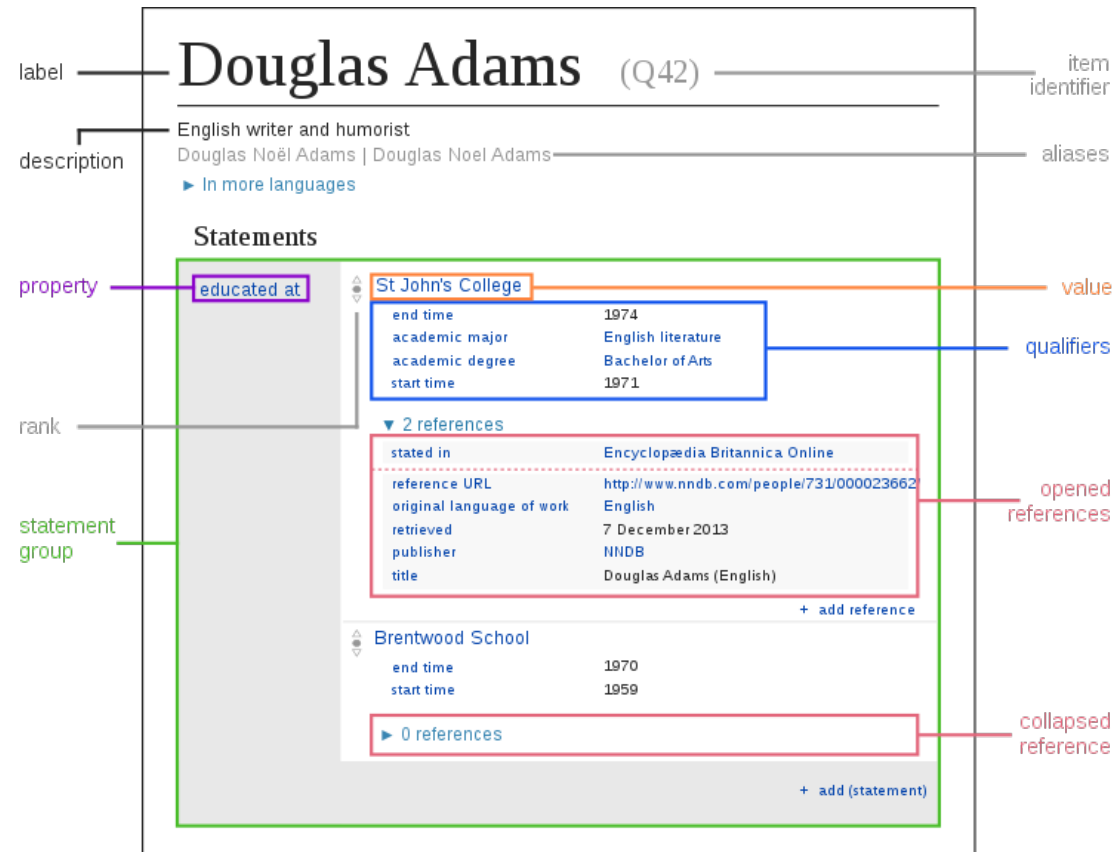 label
Douglas Adams (Q42)
item
identifier
description
English writer and humorist
Douglas Noël Adams | Douglas Noel Adams
aliases
► In more languages
Statements
property
educated at
St John's College
value
end time 1974
academic major English literature
academic degree Bachelor of Arts
start time 1971
qualifiers
rank
▼ 2 references
stated in Encyclopædia Britannica Online
reference URL http://www.nndb.com/people/731/000023662/
original language of work English
retrieved 7 December 2013
publisher NNDB
title Douglas Adams (English)
opened
references
statement
group
+ add reference
Brentwood School
end time 1970
start time 1959
► 0 references
collapsed
reference
+ add (statement)